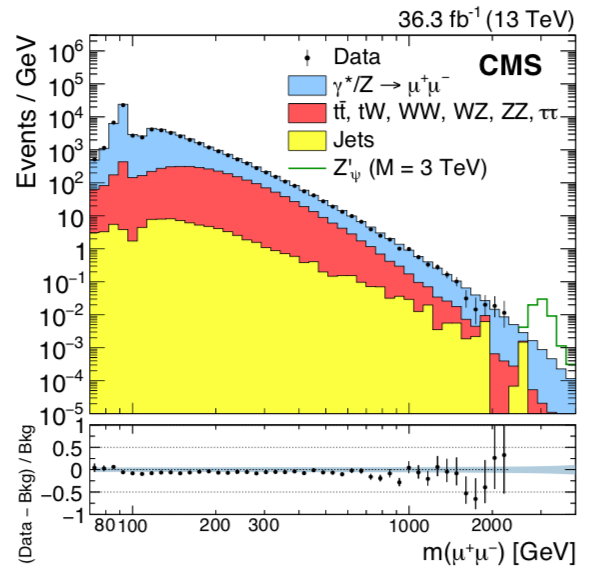 36.3 fb⁻¹ (13 TeV)
Events / GeV
10⁶
10⁵
10⁴
10³
10²
10
1
10⁻¹
10⁻²
10⁻³
10⁻⁴
10⁻⁵
CMS
Data
γ*/Z → μ⁺μ⁻
tt̄, tW, WW, WZ, ZZ, ττ
Jets
Z'ψ (M = 3 TeV)
(Data − Bkg) / Bkg
1
0.5
0
−0.5
−1
80 100 200 300 1000 2000
m(μ⁺μ⁻) [GeV]